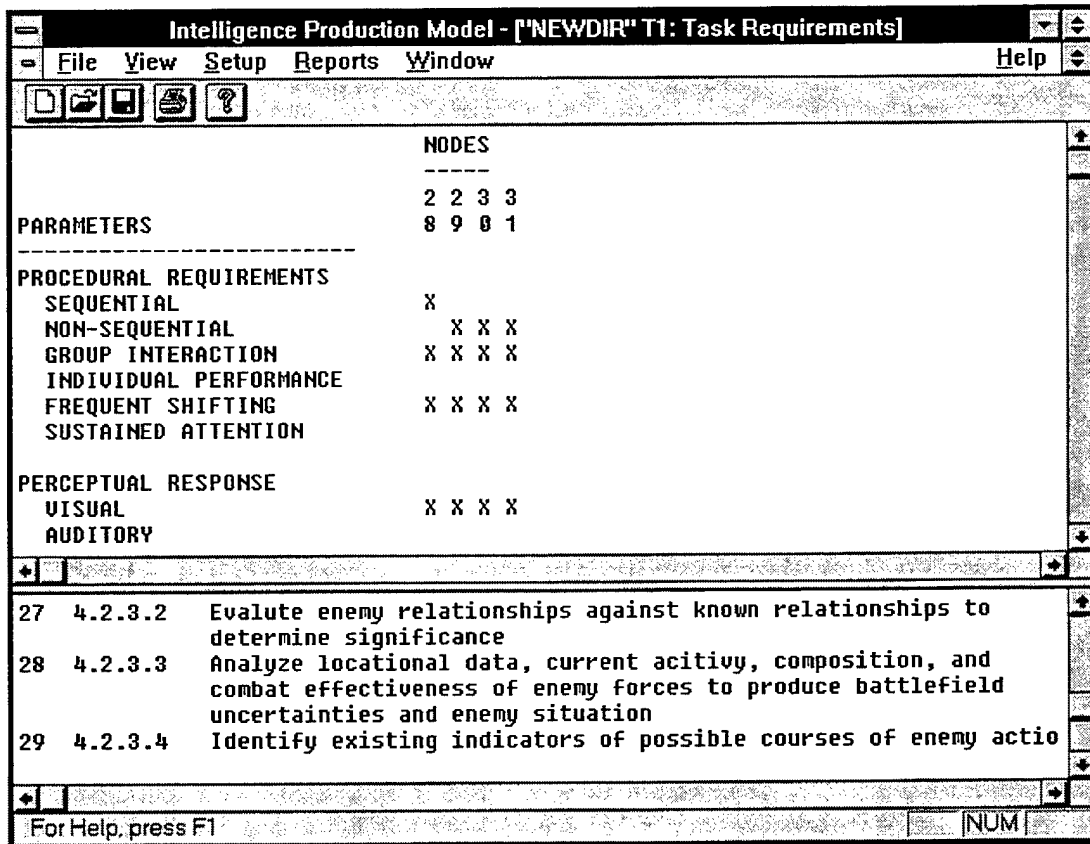 Intelligence Production Model - ["NEWDIR" T1: Task Requirements]
File View Setup Reports Window Help
NODES
-----
2 2 3 3
PARAMETERS 8 9 0 1
--------------------------
PROCEDURAL REQUIREMENTS
SEQUENTIAL X
NON-SEQUENTIAL X X X
GROUP INTERACTION X X X X
INDIVIDUAL PERFORMANCE
FREQUENT SHIFTING X X X X
SUSTAINED ATTENTION
PERCEPTUAL RESPONSE
VISUAL X X X X
AUDITORY
27 4.2.3.2 Evalute enemy relationships against known relationships to
determine significance
28 4.2.3.3 Analyze locational data, current acitivy, composition, and
combat effectiveness of enemy forces to produce battlefield
uncertainties and enemy situation
29 4.2.3.4 Identify existing indicators of possible courses of enemy actio
For Help, press F1 NUM